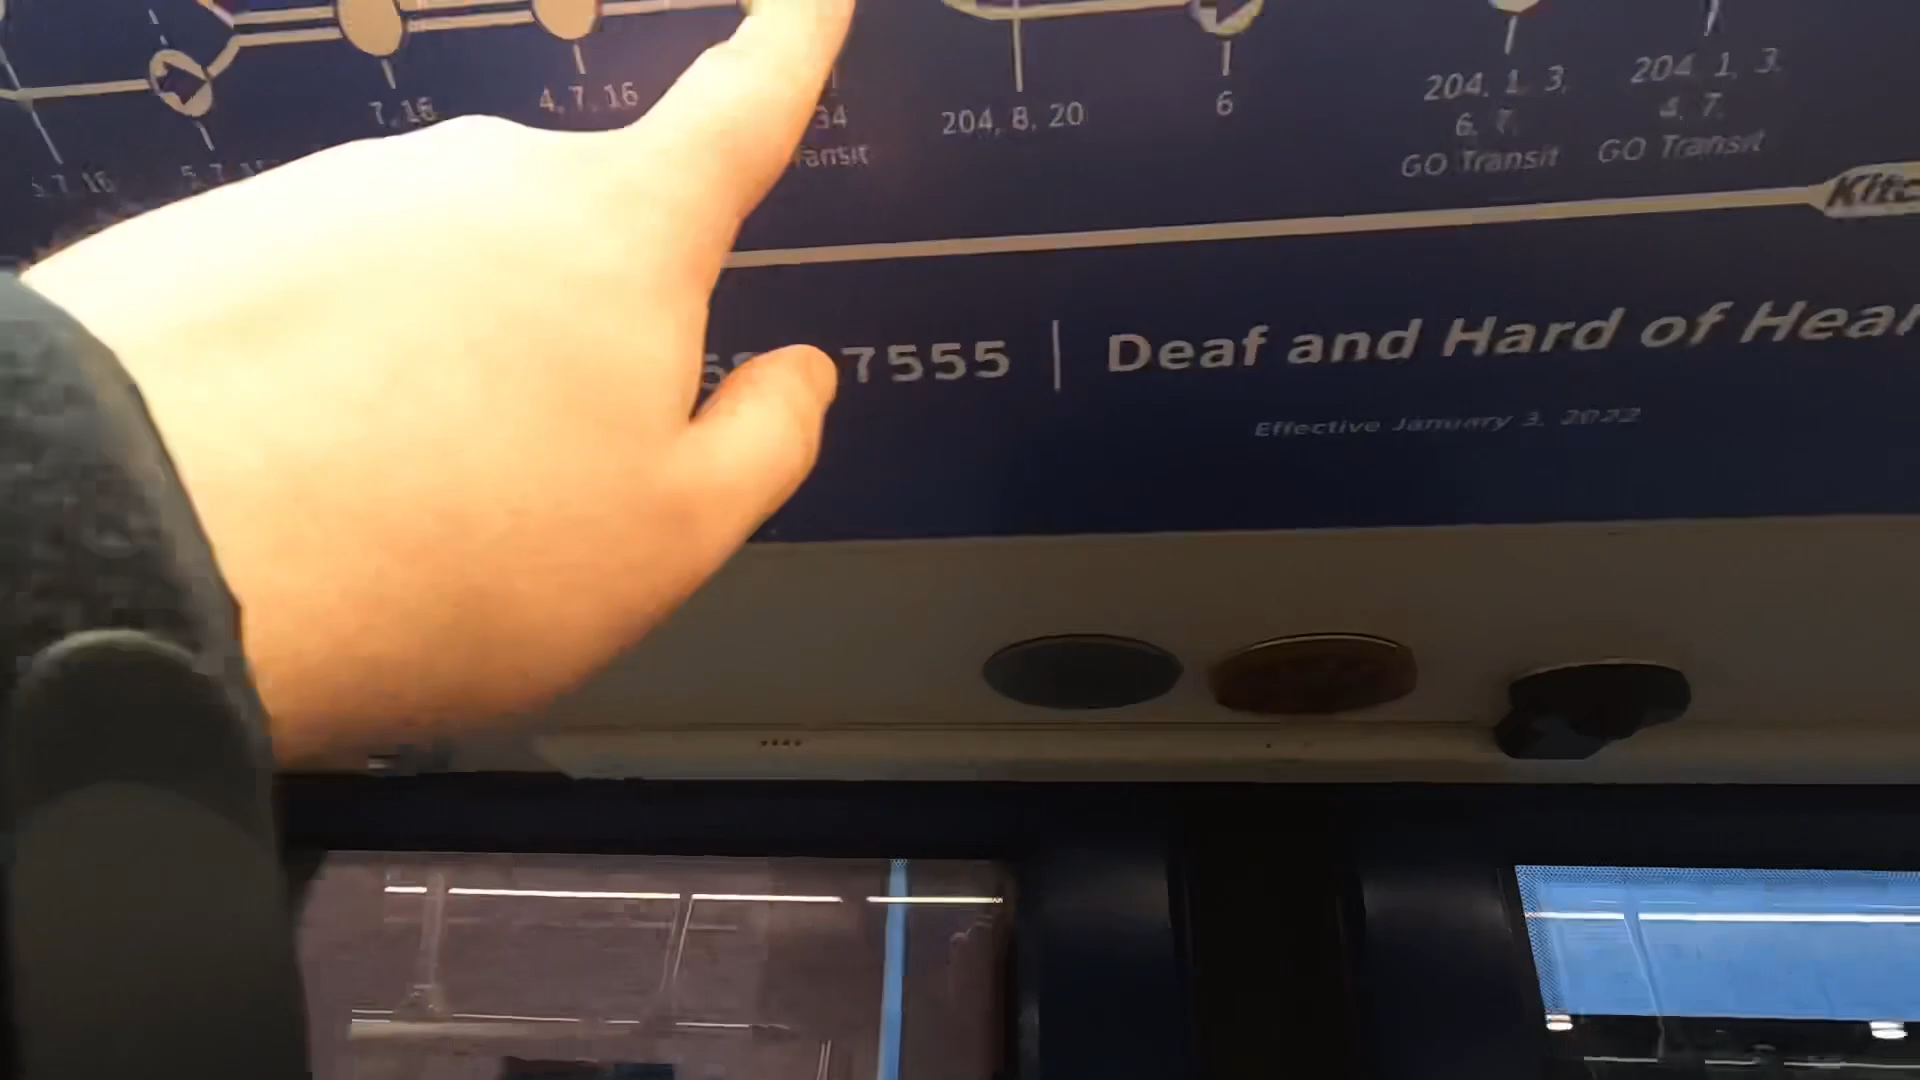 7, 16
4, 7, 16
34
ransit
204, 8, 20
6
204, 1, 3,
6, 7,
GO Transit
204, 1, 3,
4, 7,
GO Transit
Kitc
7555 | Deaf and Hard of Hear
Effective January 3, 2022